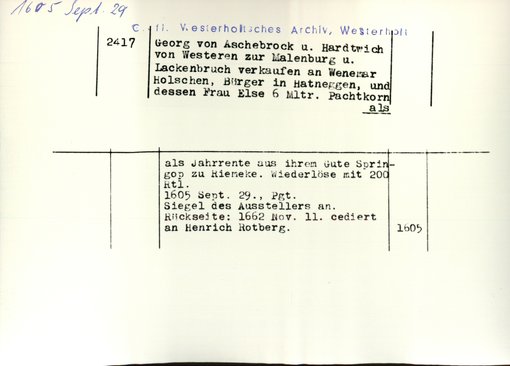 1605 Sept. 29
Gräfl. Westerholtsches Archiv, Westerholt
2417
Georg von Aschebrock u. Hardtwich
von Westeren zur Malenburg u.
Lackenbruch verkaufen an Wenemar
Holschen, Bürger in Hatneggen, und
dessen Frau Else 6 Mltr. Pachtkorn
als
als Jahrrente aus ihrem Gute Sprin-
gop zu Riemeke. Wiederlöse mit 200
Rtl.
1605 Sept. 29., Pgt.
Siegel des Ausstellers an.
Rückseite: 1662 Nov. 11. cediert
an Henrich Rotberg.
1605